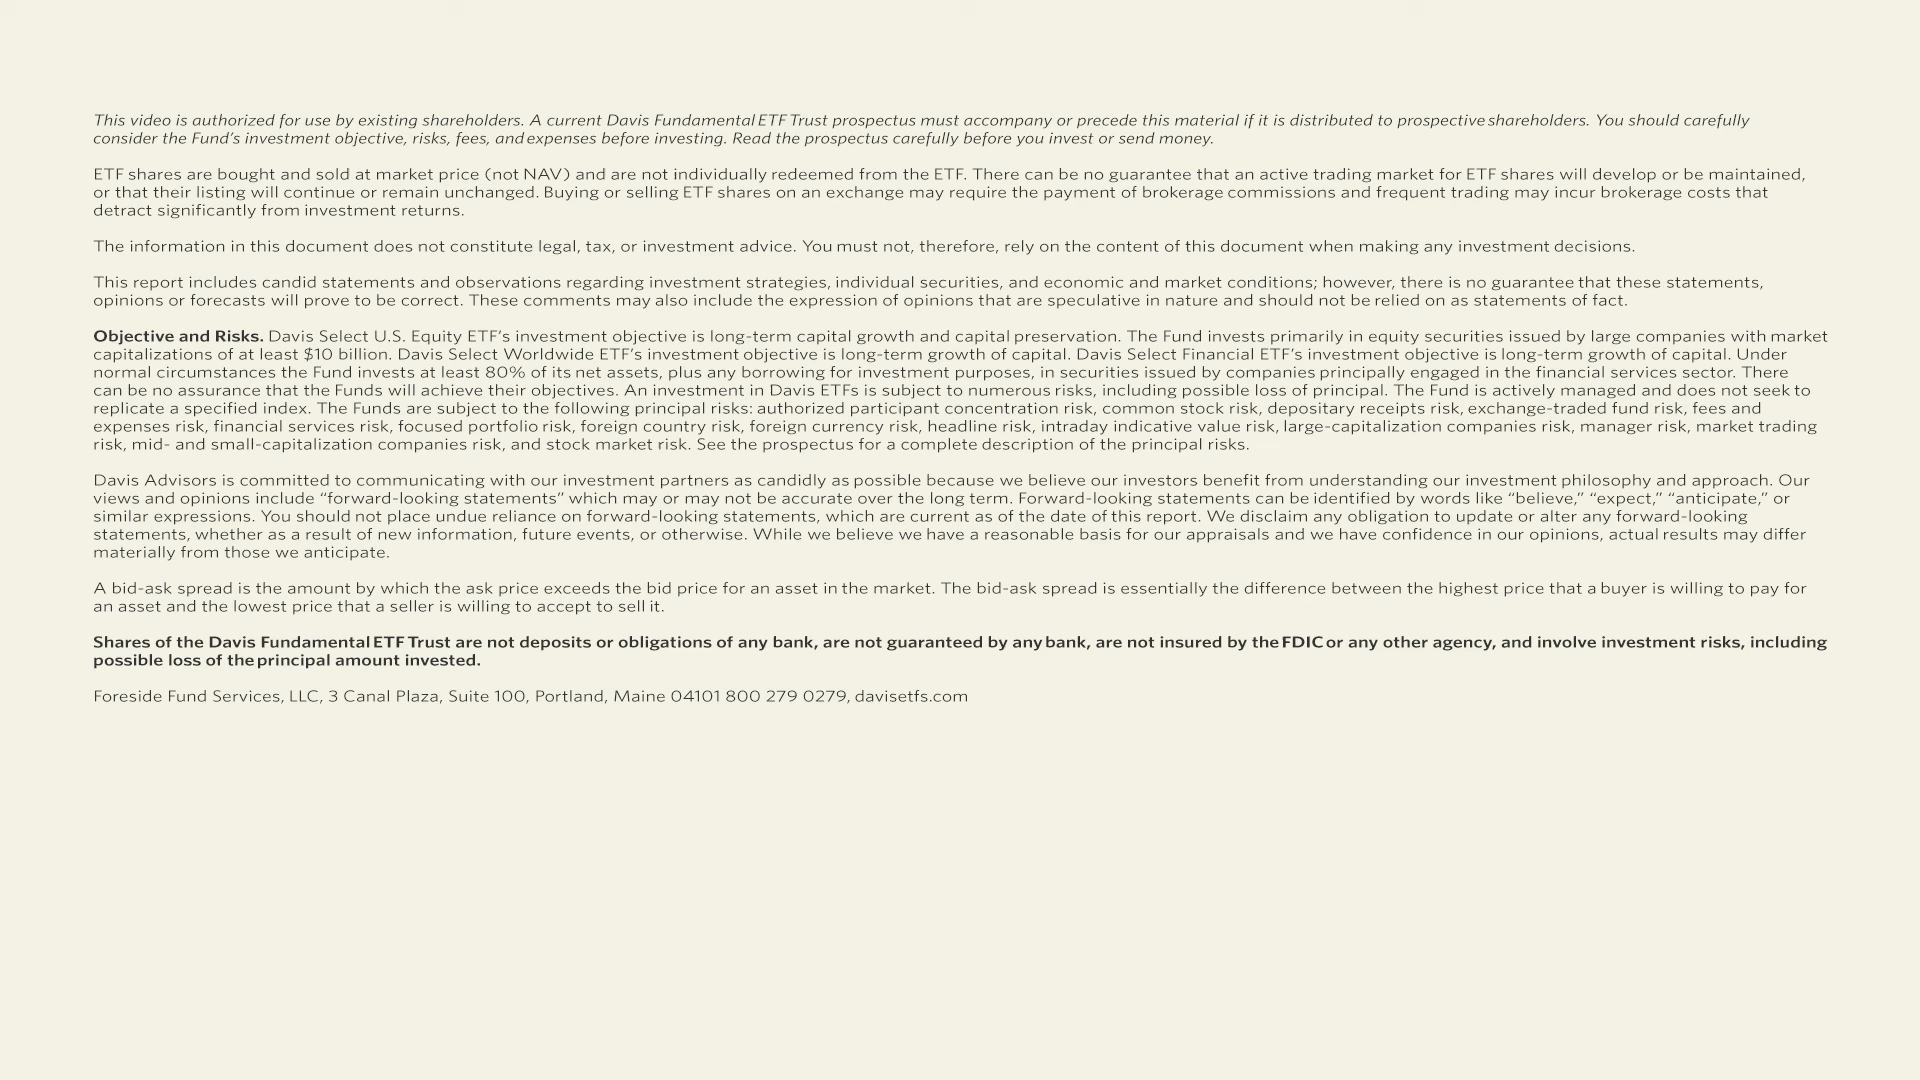 This video is authorized for use by existing shareholders. A current Davis Fundamental ETF Trust prospectus must accompany or precede this material if it is distributed to prospective shareholders. You should carefully
consider the Fund’s investment objective, risks, fees, and expenses before investing. Read the prospectus carefully before you invest or send money.
ETF shares are bought and sold at market price (not NAV) and are not individually redeemed from the ETF. There can be no guarantee that an active trading market for ETF shares will develop or be maintained,
or that their listing will continue or remain unchanged. Buying or selling ETF shares on an exchange may require the payment of brokerage commissions and frequent trading may incur brokerage costs that
detract significantly from investment returns.
The information in this document does not constitute legal, tax, or investment advice. You must not, therefore, rely on the content of this document when making any investment decisions.
This report includes candid statements and observations regarding investment strategies, individual securities, and economic and market conditions; however, there is no guarantee that these statements,
opinions or forecasts will prove to be correct. These comments may also include the expression of opinions that are speculative in nature and should not be relied on as statements of fact.
Objective and Risks. Davis Select U.S. Equity ETF’s investment objective is long-term capital growth and capital preservation. The Fund invests primarily in equity securities issued by large companies with market
capitalizations of at least $10 billion. Davis Select Worldwide ETF’s investment objective is long-term growth of capital. Davis Select Financial ETF’s investment objective is long-term growth of capital. Under
normal circumstances the Fund invests at least 80% of its net assets, plus any borrowing for investment purposes, in securities issued by companies principally engaged in the financial services sector. There
can be no assurance that the Funds will achieve their objectives. An investment in Davis ETFs is subject to numerous risks, including possible loss of principal. The Fund is actively managed and does not seek to
replicate a specified index. The Funds are subject to the following principal risks: authorized participant concentration risk, common stock risk, depositary receipts risk, exchange-traded fund risk, fees and
expenses risk, financial services risk, focused portfolio risk, foreign country risk, foreign currency risk, headline risk, intraday indicative value risk, large-capitalization companies risk, manager risk, market trading
risk, mid- and small-capitalization companies risk, and stock market risk. See the prospectus for a complete description of the principal risks.
Davis Advisors is committed to communicating with our investment partners as candidly as possible because we believe our investors benefit from understanding our investment philosophy and approach. Our
views and opinions include “forward-looking statements” which may or may not be accurate over the long term. Forward-looking statements can be identified by words like “believe,” “expect,” “anticipate,” or
similar expressions. You should not place undue reliance on forward-looking statements, which are current as of the date of this report. We disclaim any obligation to update or alter any forward-looking
statements, whether as a result of new information, future events, or otherwise. While we believe we have a reasonable basis for our appraisals and we have confidence in our opinions, actual results may differ
materially from those we anticipate.
A bid-ask spread is the amount by which the ask price exceeds the bid price for an asset in the market. The bid-ask spread is essentially the difference between the highest price that a buyer is willing to pay for
an asset and the lowest price that a seller is willing to accept to sell it.
Shares of the Davis Fundamental ETF Trust are not deposits or obligations of any bank, are not guaranteed by any bank, are not insured by the FDIC or any other agency, and involve investment risks, including
possible loss of the principal amount invested.
Foreside Fund Services, LLC, 3 Canal Plaza, Suite 100, Portland, Maine 04101 800 279 0279, davisetfs.com